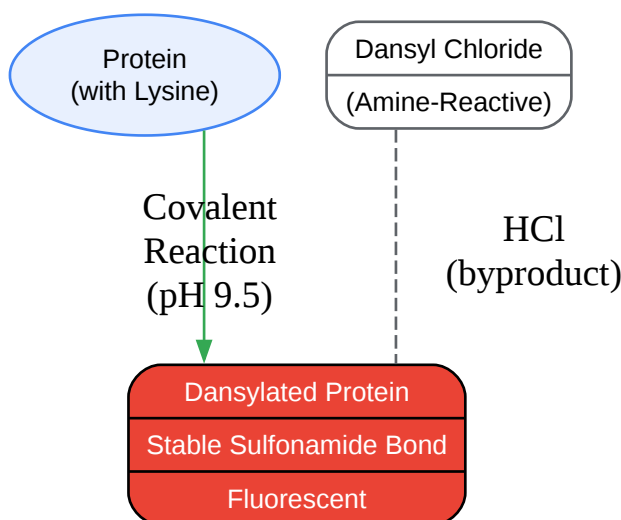 Protein
(with Lysine)
Dansyl Chloride
(Amine-Reactive)
Covalent
Reaction
(pH 9.5)
HCl
(byproduct)
Dansylated Protein
Stable Sulfonamide Bond
Fluorescent